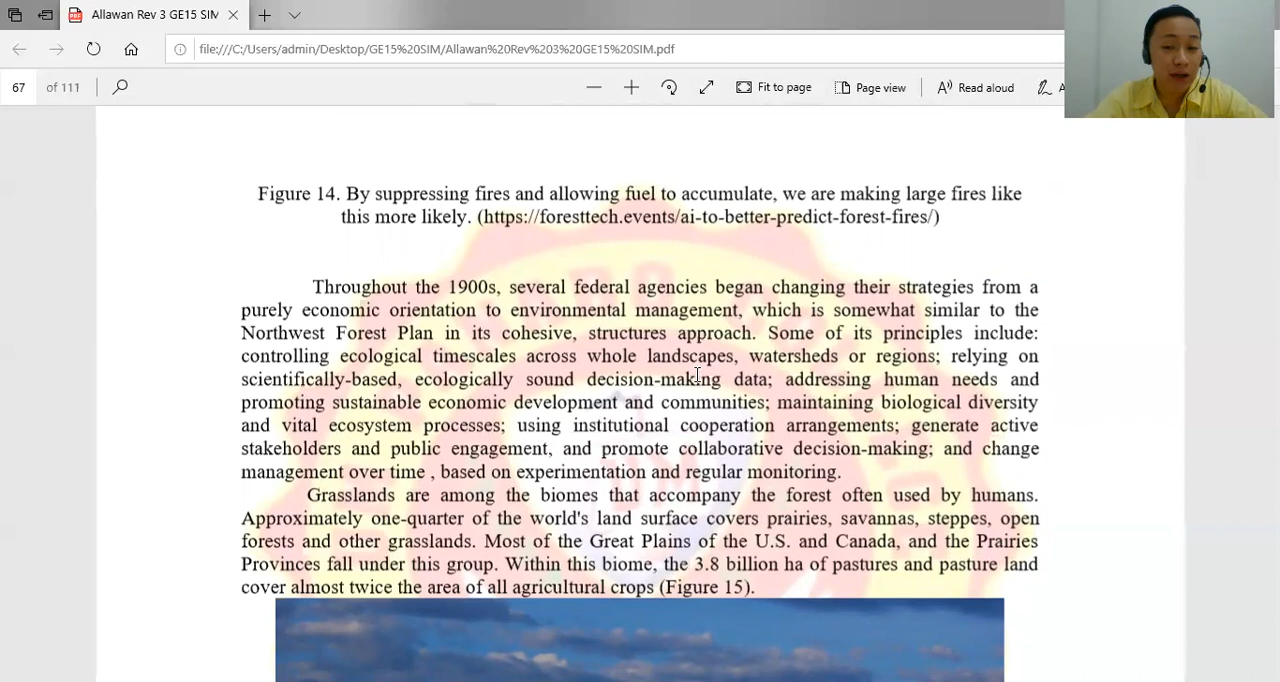 Allawan Rev 3 GE15 SIM
file:///C:/Users/admin/Desktop/GE15%20SIM/Allawan%20Rev%203%20GE15%20SIM.pdf
67 of 111
Fit to page
Page view
Read aloud
Figure 14. By suppressing fires and allowing fuel to accumulate, we are making large fires like
this more likely. (https://foresttech.events/ai-to-better-predict-forest-fires/)
Throughout the 1900s, several federal agencies began changing their strategies from a
purely economic orientation to environmental management, which is somewhat similar to the
Northwest Forest Plan in its cohesive, structures approach. Some of its principles include:
controlling ecological timescales across whole landscapes, watersheds or regions; relying on
scientifically-based, ecologically sound decision-making data; addressing human needs and
promoting sustainable economic development and communities; maintaining biological diversity
and vital ecosystem processes; using institutional cooperation arrangements; generate active
stakeholders and public engagement, and promote collaborative decision-making; and change
management over time , based on experimentation and regular monitoring.
Grasslands are among the biomes that accompany the forest often used by humans.
Approximately one-quarter of the world's land surface covers prairies, savannas, steppes, open
forests and other grasslands. Most of the Great Plains of the U.S. and Canada, and the Prairies
Provinces fall under this group. Within this biome, the 3.8 billion ha of pastures and pasture land
cover almost twice the area of all agricultural crops (Figure 15).